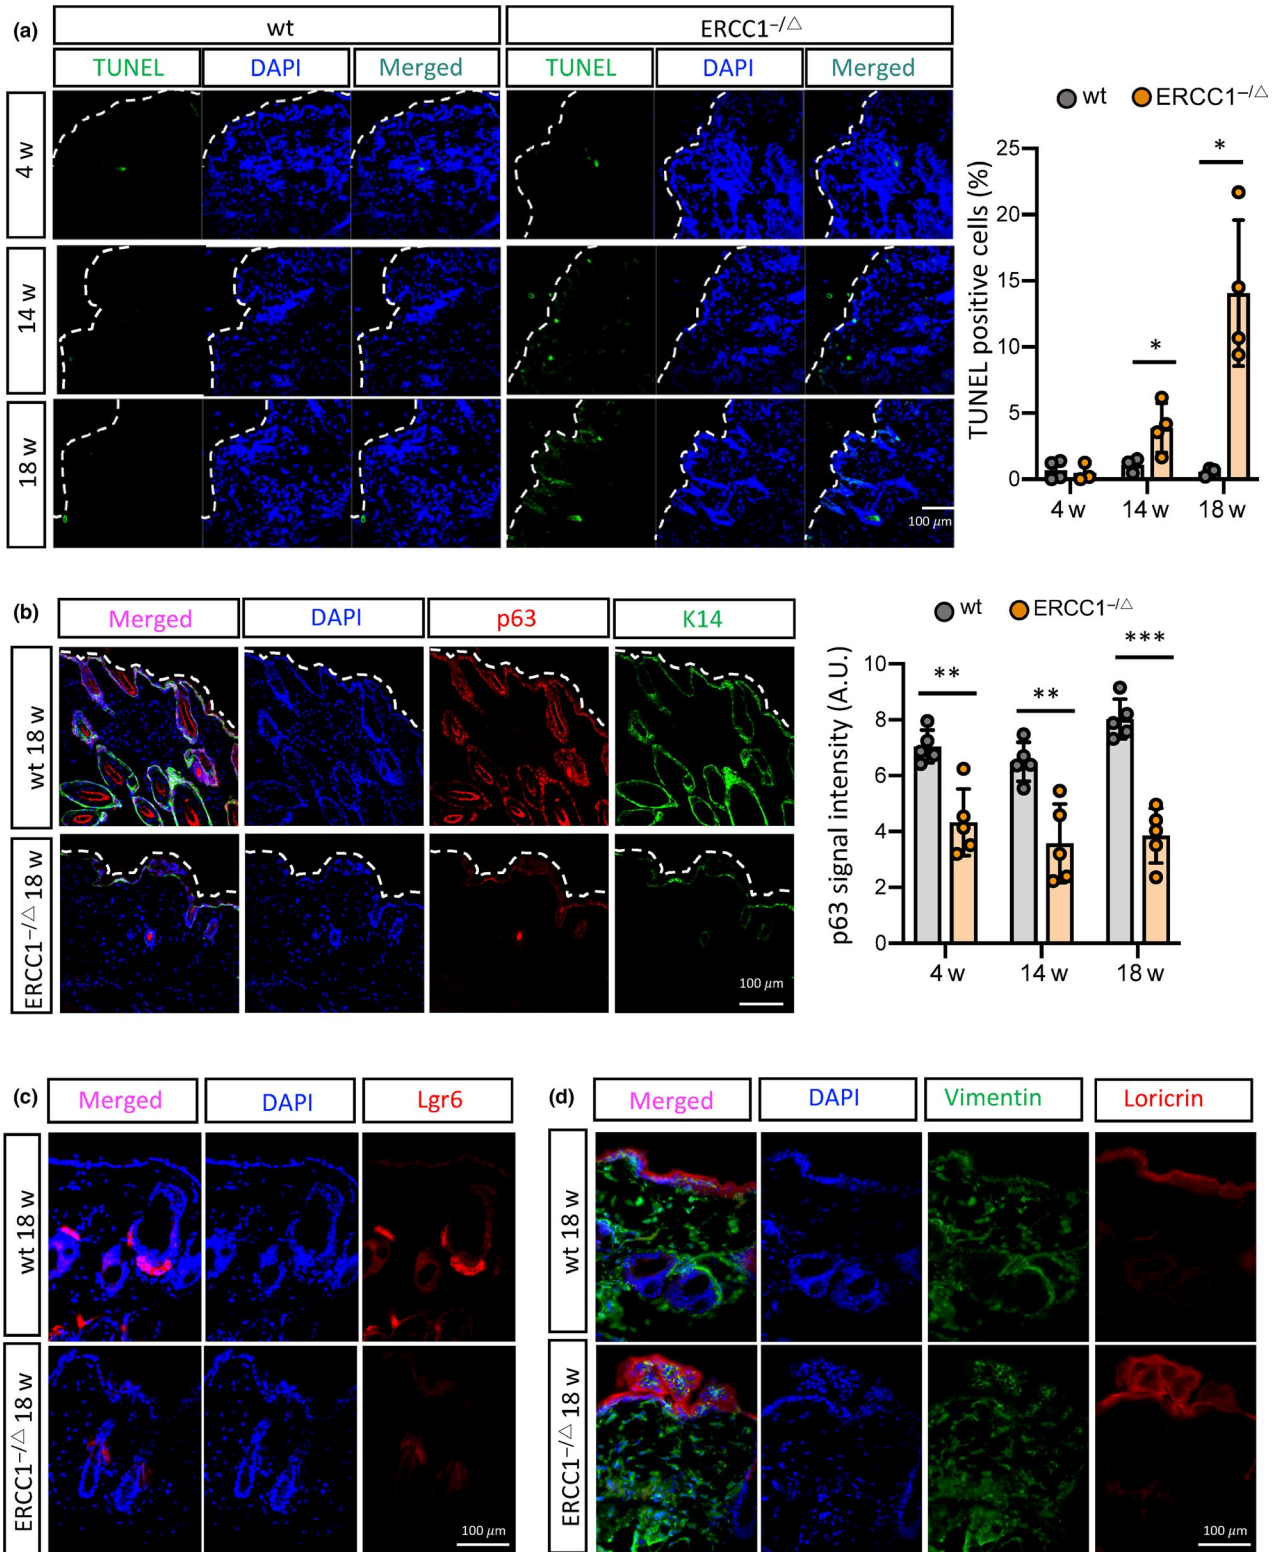 (a)
wt
ERCC1⁻/△
TUNEL DAPI Merged TUNEL DAPI Merged
4 w
14 w
18 w
100 μm
wt ERCC1⁻/△
TUNEL positive cells (%)
25
20
15
10
5
0
*
*
4 w 14 w 18 w
(b)
Merged DAPI p63 K14
wt 18 w
ERCC1⁻/△ 18 w
100 μm
wt ERCC1⁻/△
p63 signal intensity (A.U.)
10
8
6
4
2
0
**
**
***
4 w 14 w 18 w
(c)
Merged DAPI Lgr6
wt 18 w
ERCC1⁻/△ 18 w
100 μm
(d)
Merged DAPI Vimentin Loricrin
wt 18 w
ERCC1⁻/△ 18 w
100 μm